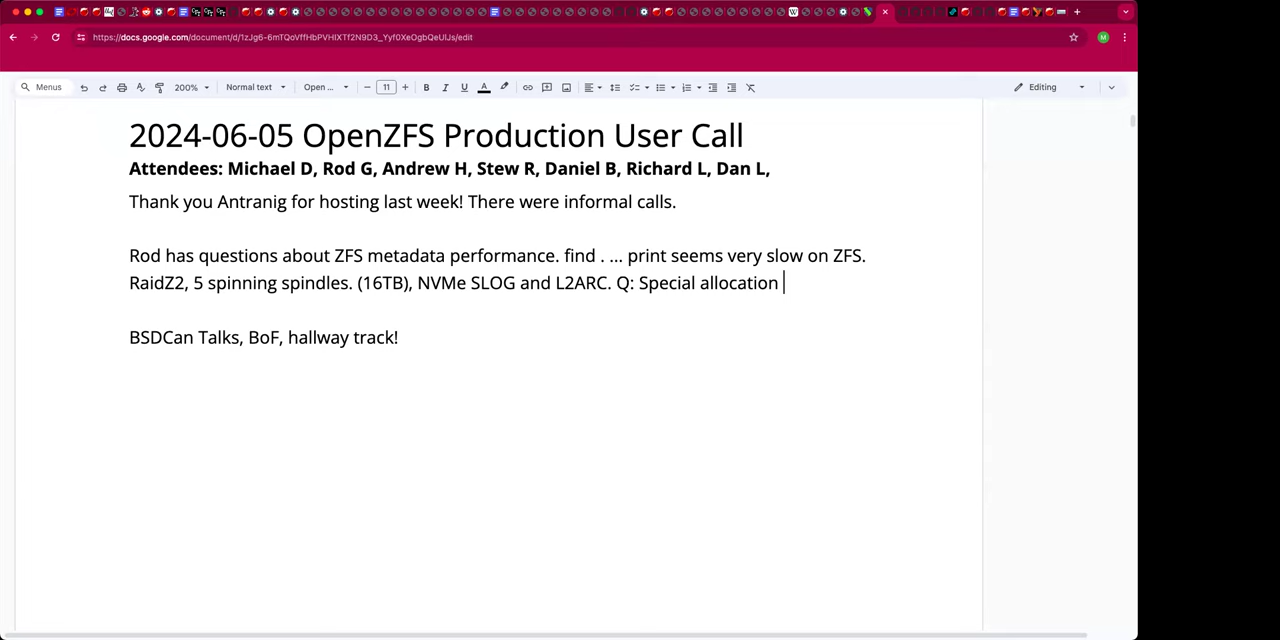 https://docs.google.com/document/d/1zJg6-6mTQoVffHbPVHIXTf2N9D3_Yyf0XeOgbQeUIJs/edit
M
Menus
200%
Normal text
Open ...
11
Editing
2024-06-05 OpenZFS Production User Call
Attendees: Michael D, Rod G, Andrew H, Stew R, Daniel B, Richard L, Dan L,
Thank you Antranig for hosting last week! There were informal calls.
Rod has questions about ZFS metadata performance. find . ... print seems very slow on ZFS.
RaidZ2, 5 spinning spindles. (16TB), NVMe SLOG and L2ARC. Q: Special allocation
BSDCan Talks, BoF, hallway track!